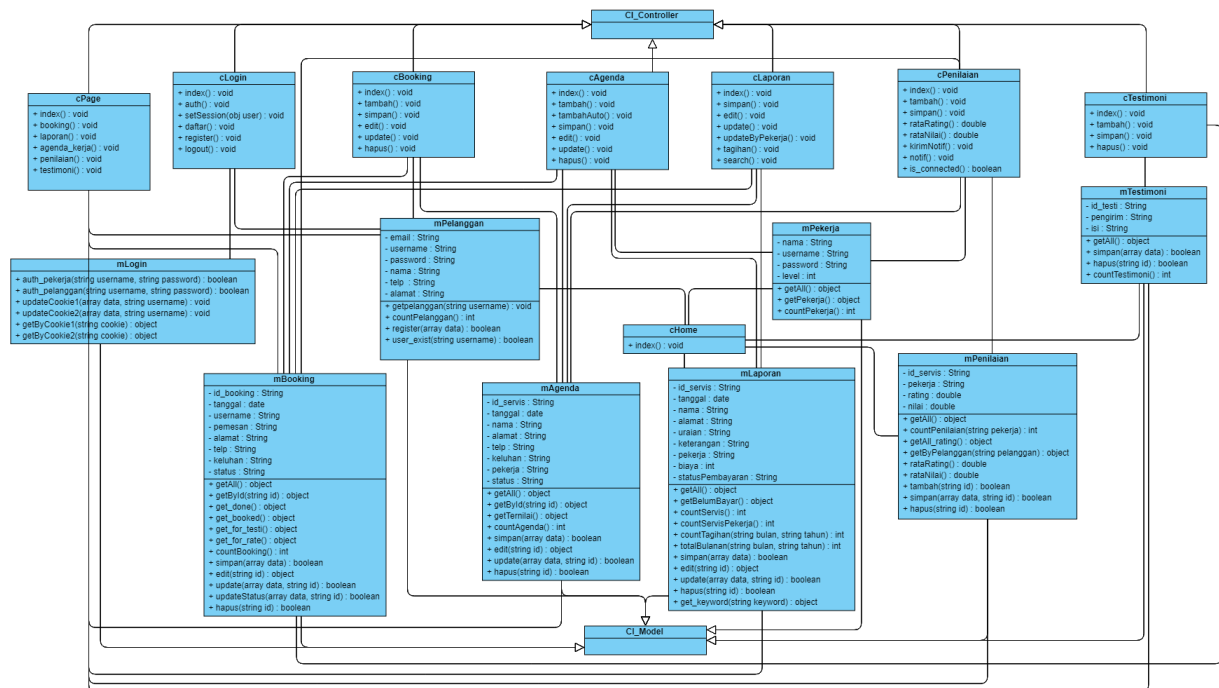 CI_Controller
cPage
+ index() : void
+ booking() : void
+ laporan() : void
+ agenda_kerja() : void
+ penilaian() : void
+ testimoni() : void
cLogin
+ index() : void
+ auth() : void
+ setSession(obj user) : void
+ daftar() : void
+ register() : void
+ logout() : void
cBooking
+ index() : void
+ tambah() : void
+ simpan() : void
+ edit() : void
+ update() : void
+ hapus() : void
cAgenda
+ index() : void
+ tambah() : void
+ tambahAuto() : void
+ simpan() : void
+ edit() : void
+ update() : void
+ hapus() : void
cLaporan
+ index() : void
+ simpan() : void
+ edit() : void
+ update() : void
+ updateByPekerja() : void
+ tagihan() : void
+ search() : void
cPenilaian
+ index() : void
+ tambah() : void
+ simpan() : void
+ rataRating() : double
+ rataNilai() : double
+ kirimNotif() : void
+ notif() : void
+ is_connected() : boolean
cTestimoni
+ index() : void
+ tambah() : void
+ simpan() : void
+ hapus() : void
mLogin
+ auth_pekerja(string username, string password) : boolean
+ auth_pelanggan(string username, string password) : boolean
+ updateCookie1(array data, string username) : void
+ updateCookie2(array data, string username) : void
+ getByCookie1(string cookie) : object
+ getByCookie2(string cookie) : object
mPelanggan
- email : String
- username : String
- password : String
- nama : String
- telp : String
- alamat : String
+ getpelanggan(string username) : void
+ countPelanggan() : int
+ register(array data) : boolean
+ user_exist(string username) : boolean
mPekerja
- nama : String
- username : String
- password : String
- level : int
+ getAll() : object
+ getPekerja() : object
+ countPekerja() : int
mTestimoni
- id_testi : String
- pengirim : String
- isi : String
+ getAll() : object
+ simpan(array data) : boolean
+ hapus(string id) : boolean
+ countTestimoni() : int
cHome
+ index() : void
mBooking
- id_booking : String
- tanggal : date
- username : String
- pemesan : String
- alamat : String
- telp : String
- keluhan : String
- status : String
+ getAll() : object
+ getById(string id) : object
+ get_done() : object
+ get_booked() : object
+ get_for_testi() : object
+ get_for_rate() : object
+ countBooking() : int
+ simpan(array data) : boolean
+ edit(string id) : object
+ update(array data, string id) : boolean
+ updateStatus(array data, string id) : boolean
+ hapus(string id) : boolean
mAgenda
- id_servis : String
- tanggal : date
- nama : String
- alamat : String
- telp : String
- keluhan : String
- pekerja : String
- status : String
+ getAll() : object
+ getById(string id) : object
+ getTernilai() : object
+ countAgenda() : int
+ simpan(array data) : boolean
+ edit(string id) : object
+ update(array data, string id) : boolean
+ hapus(string id) : boolean
mLaporan
- id_servis : String
- tanggal : date
- nama : String
- alamat : String
- uraian : String
- keterangan : String
- pekerja : String
- biaya : int
- statusPembayaran : String
+ getAll() : object
+ getBelumBayar() : object
+ countServis() : int
+ countServisPekerja() : int
+ countTagihan(string bulan, string tahun) : int
+ totalBulanan(string bulan, string tahun) : int
+ simpan(array data) : boolean
+ edit(string id) : object
+ update(array data, string id) : boolean
+ hapus(string id) : boolean
+ get_keyword(string keyword) : object
mPenilaian
- id_servis : String
- pekerja : String
- rating : double
- nilai : double
+ getAll() : object
+ countPenilaian(string pekerja) : int
+ getAll_rating() : object
+ getByPelanggan(string pelanggan) : object
+ rataRating() : double
+ rataNilai() : double
+ tambah(string id) : boolean
+ simpan(array data, string id) : boolean
+ hapus(string id) : boolean
CI_Model